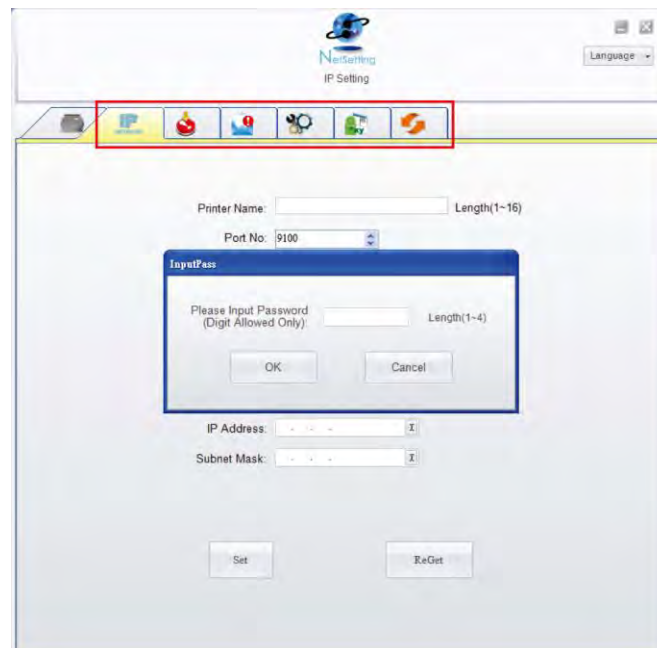 NetSetting
IP Setting
Language
IP
Printer Name:
Length(1~16)
Port No: 9100
InputPass
Please Input Password
(Digit Allowed Only):
Length(1~4)
OK
Cancel
IP Address: . . . X
Subnet Mask: . . . X
Set
ReGet